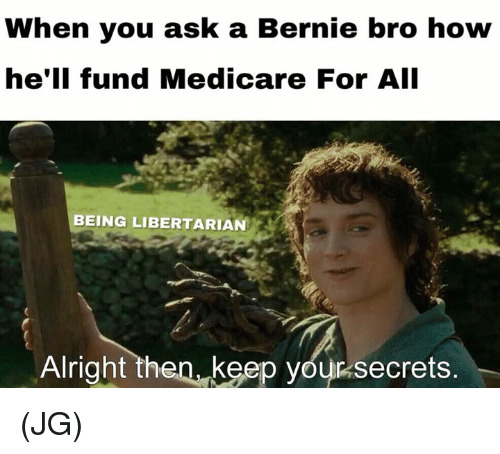 When you ask a Bernie bro how
he'll fund Medicare For All
BEING LIBERTARIAN
Alright then, keep your secrets.
(JG)